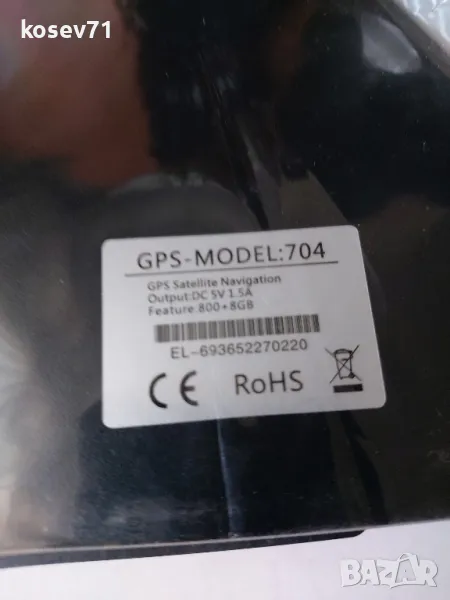 kosev71
GPS-MODEL:704
GPS Satellite Navigation
Output:DC 5V 1.5A
Feature:800+8GB
EL-693652270220
CE RoHS
BAZAR